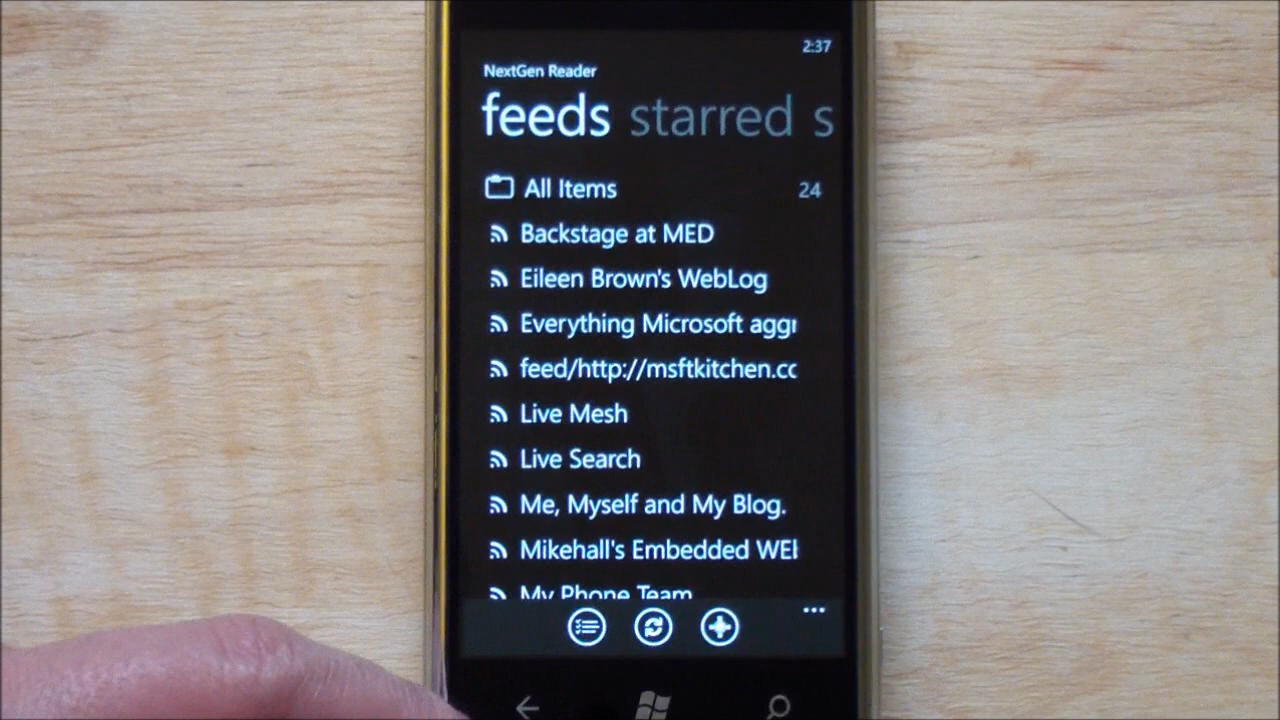 2:37
NextGen Reader
feeds starred s
All Items 24
Backstage at MED
Eileen Brown's WebLog
Everything Microsoft aggr
feed/http://msftkitchen.cc
Live Mesh
Live Search
Me, Myself and My Blog.
Mikehall's Embedded WEI
My Phone Team